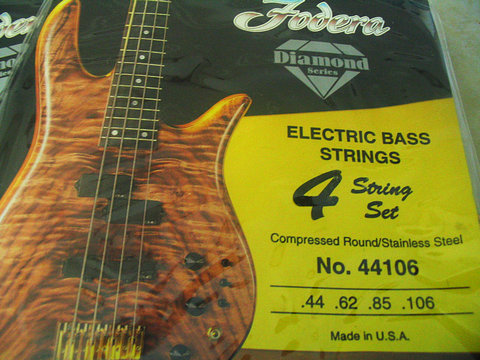 Fodera
Diamond
Series
ELECTRIC BASS
STRINGS
4 String
Set
Compressed Round/Stainless Steel
No. 44106
.44 .62 .85 .106
Made in U.S.A.